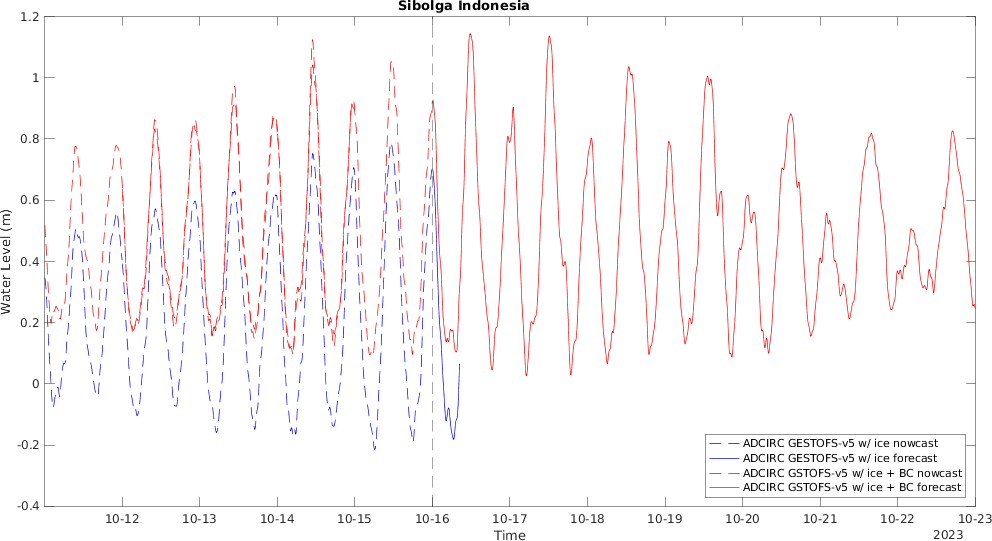 Sibolga Indonesia
1.2
1
0.8
0.6
0.4
0.2
0
-0.2
-0.4
Water Level (m)
ADCIRC GESTOFS-v5 w/ ice nowcast
ADCIRC GESTOFS-v5 w/ ice forecast
ADCIRC GSTOFS-v5 w/ ice + BC nowcast
ADCIRC GSTOFS-v5 w/ ice + BC forecast
10-12 10-13 10-14 10-15 10-16 10-17 10-18 10-19 10-20 10-21 10-22 10-23
Time
2023